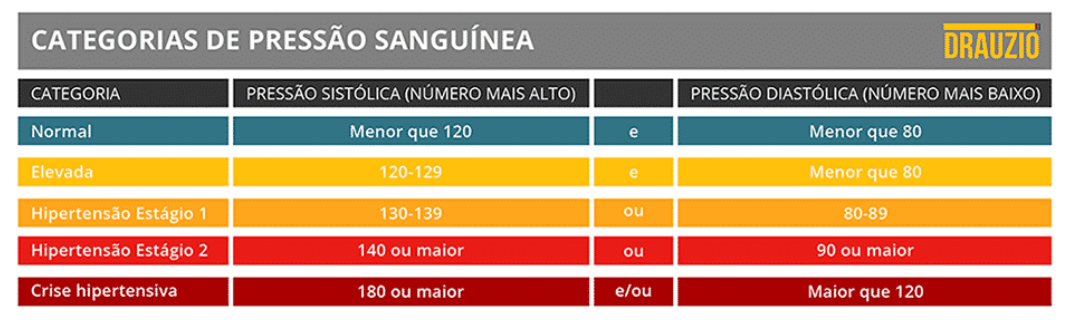 CATEGORIAS DE PRESSÃO SANGUÍNEA DRAUZIO
CATEGORIA PRESSÃO SISTÓLICA (NÚMERO MAIS ALTO) PRESSÃO DIASTÓLICA (NÚMERO MAIS BAIXO)
Normal Menor que 120 e Menor que 80
Elevada 120-129 e Menor que 80
Hipertensão Estágio 1 130-139 ou 80-89
Hipertensão Estágio 2 140 ou maior ou 90 ou maior
Crise hipertensiva 180 ou maior e/ou Maior que 120